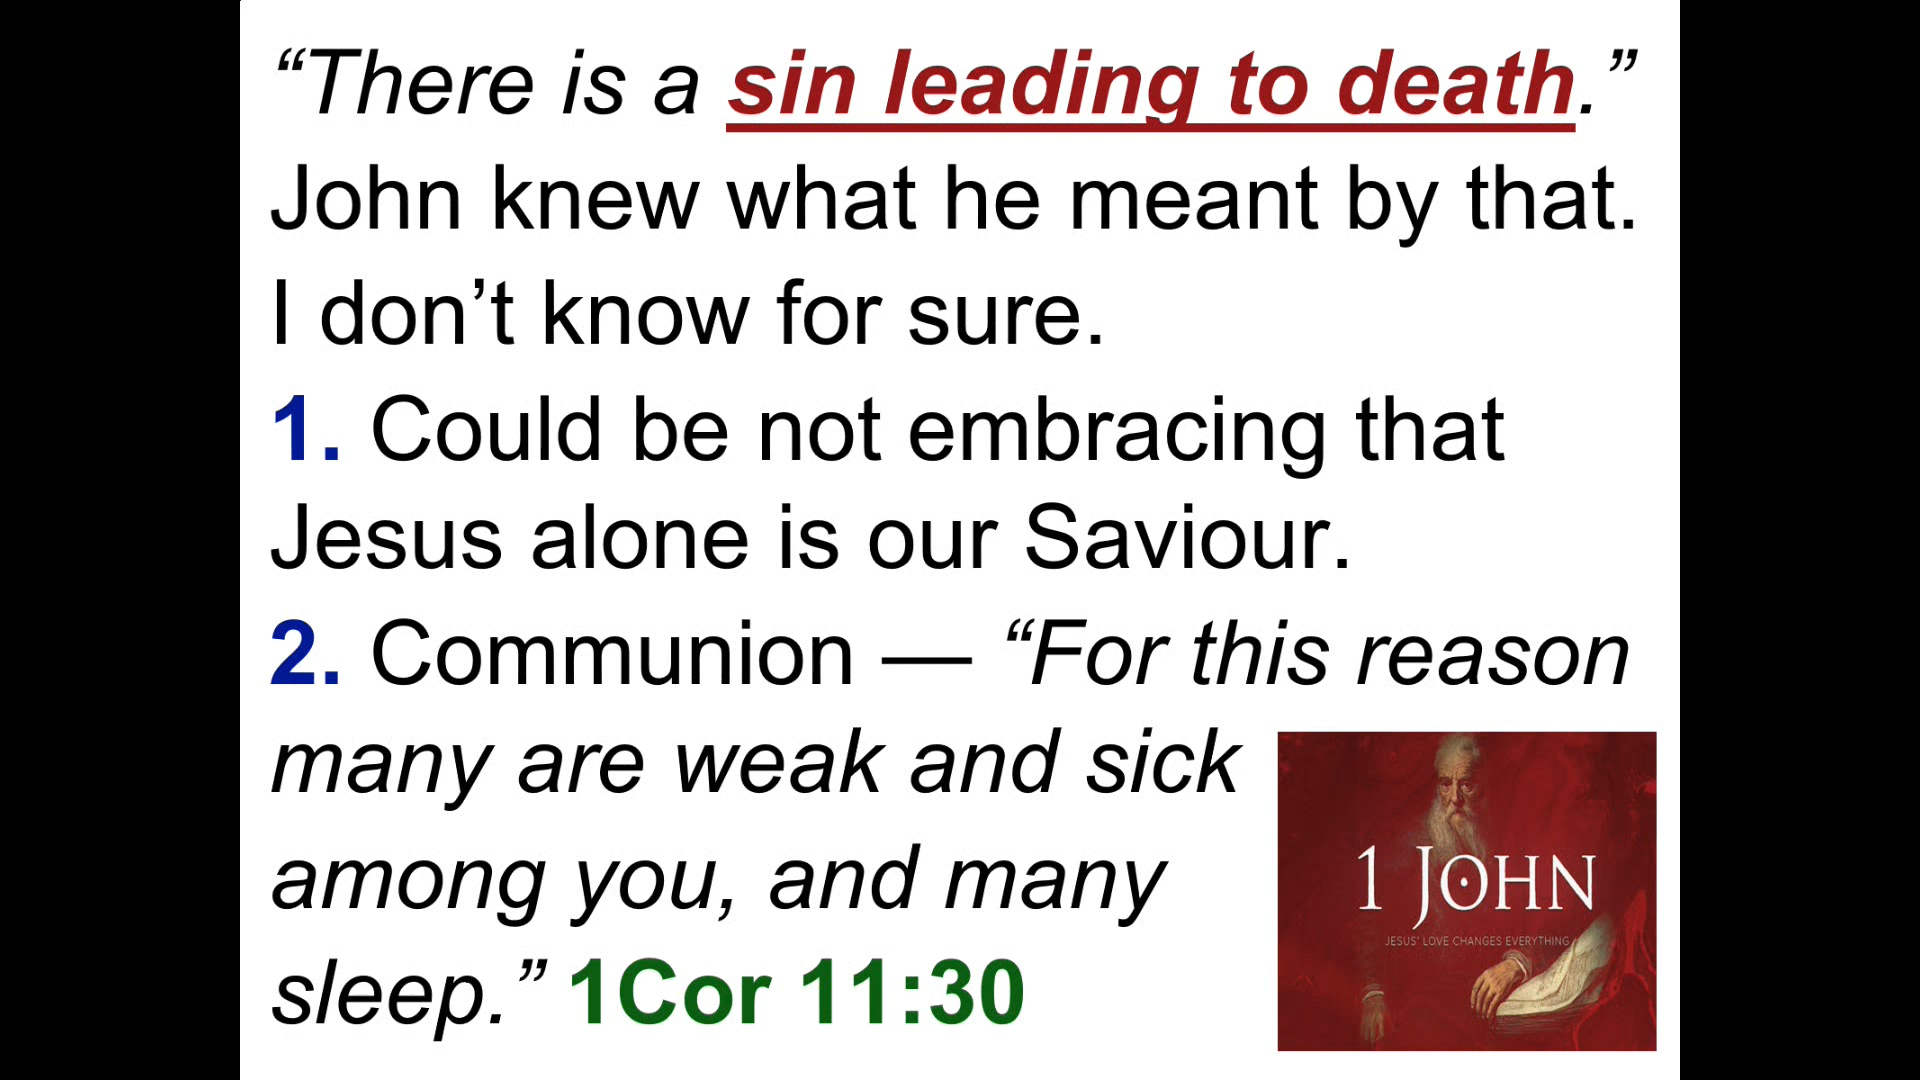 “There is a sin leading to death.”
John knew what he meant by that.
I don’t know for sure.
1. Could be not embracing that
Jesus alone is our Saviour.
2. Communion — “For this reason
many are weak and sick
among you, and many
sleep.” 1Cor 11:30
1 JOHN
JESUS’ LOVE CHANGES EVERYTHING